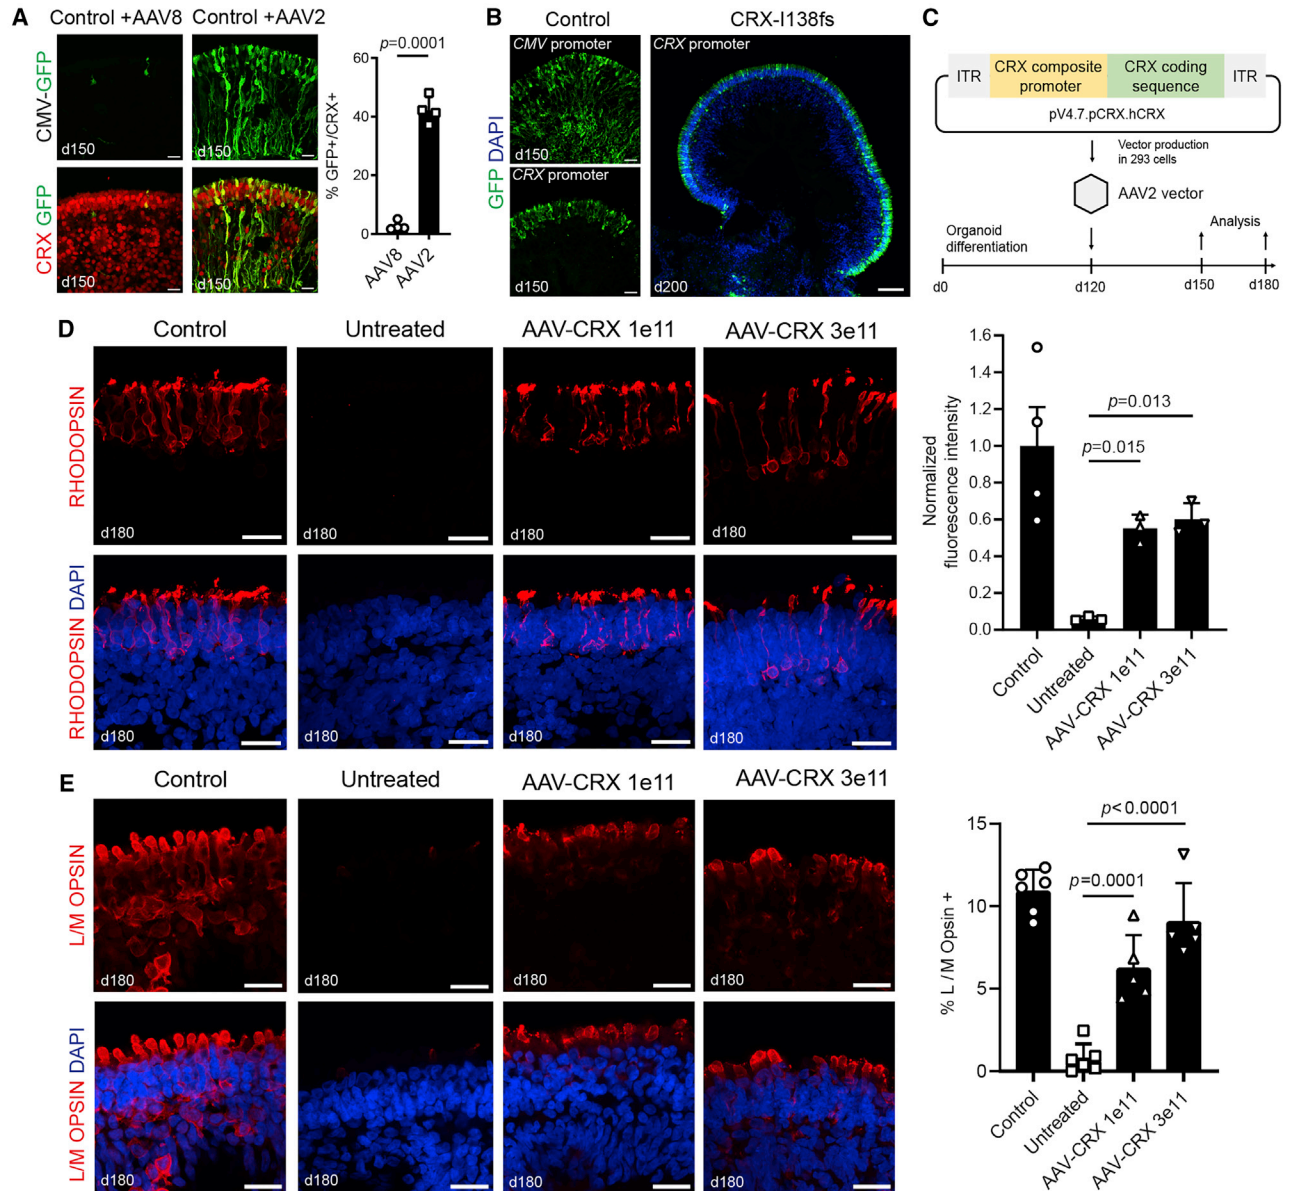 A
Control +AAV8
Control +AAV2
CMV-GFP
d150
d150
CRX GFP
d150
d150
p=0.0001
% GFP+/CRX+
60
40
20
0
AAV8
AAV2
B
Control
CRX-I138fs
GFP DAPI
CMV promoter
d150
CRX promoter
d150
CRX promoter
d200
C
ITR
CRX composite
promoter
CRX coding
sequence
ITR
pV4.7.pCRX.hCRX
Vector production
in 293 cells
AAV2 vector
Organoid
differentiation
Analysis
d0
d120
d150
d180
D
Control
Untreated
AAV-CRX 1e11
AAV-CRX 3e11
RHODOPSIN
d180
d180
d180
d180
RHODOPSIN DAPI
d180
d180
d180
d180
Normalized
fluorescence intensity
1.6
1.4
1.2
1.0
0.8
0.6
0.4
0.2
0.0
p=0.013
p=0.015
Control
Untreated
AAV-CRX 1e11
AAV-CRX 3e11
E
Control
Untreated
AAV-CRX 1e11
AAV-CRX 3e11
L/M OPSIN
d180
d180
d180
d180
L/M OPSIN DAPI
d180
d180
d180
d180
% L / M Opsin +
15
10
5
0
p<0.0001
p=0.0001
Control
Untreated
AAV-CRX 1e11
AAV-CRX 3e11